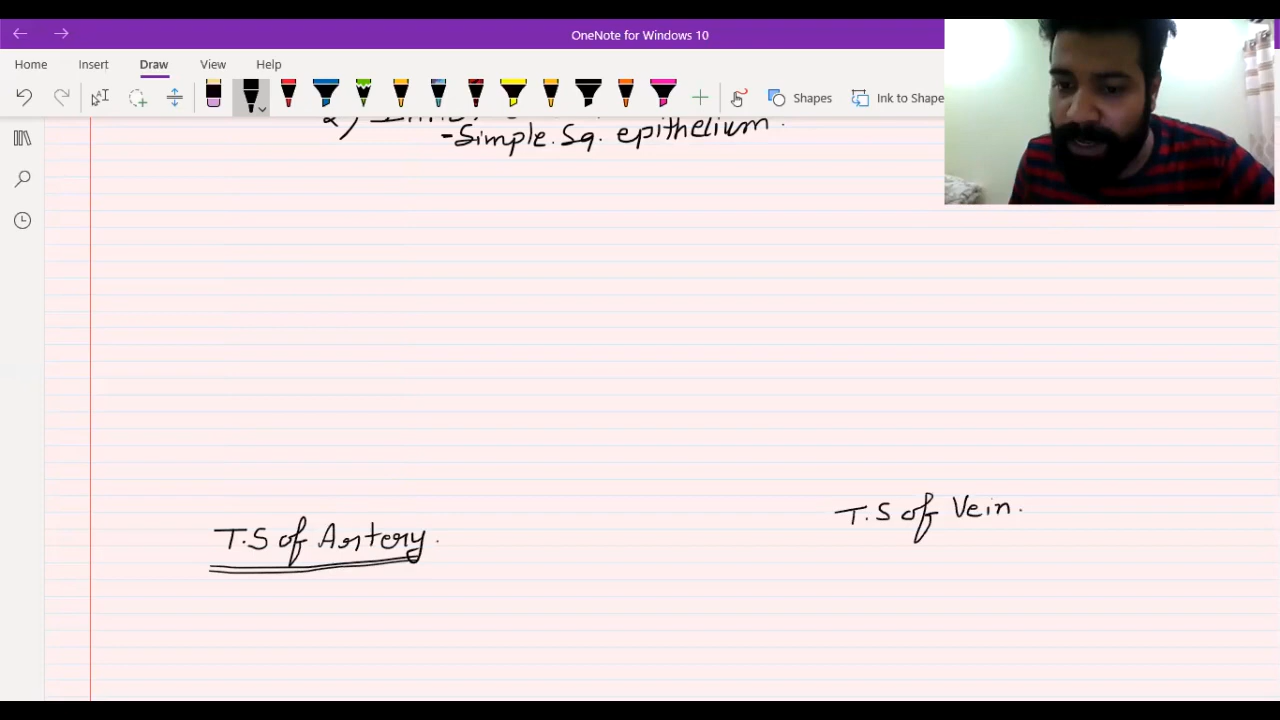 OneNote for Windows 10
Home Insert Draw View Help
Shapes Ink to Shape
2)
-Simple. Sq. epithelium.
T.S of Vein.
T.S of Artery.